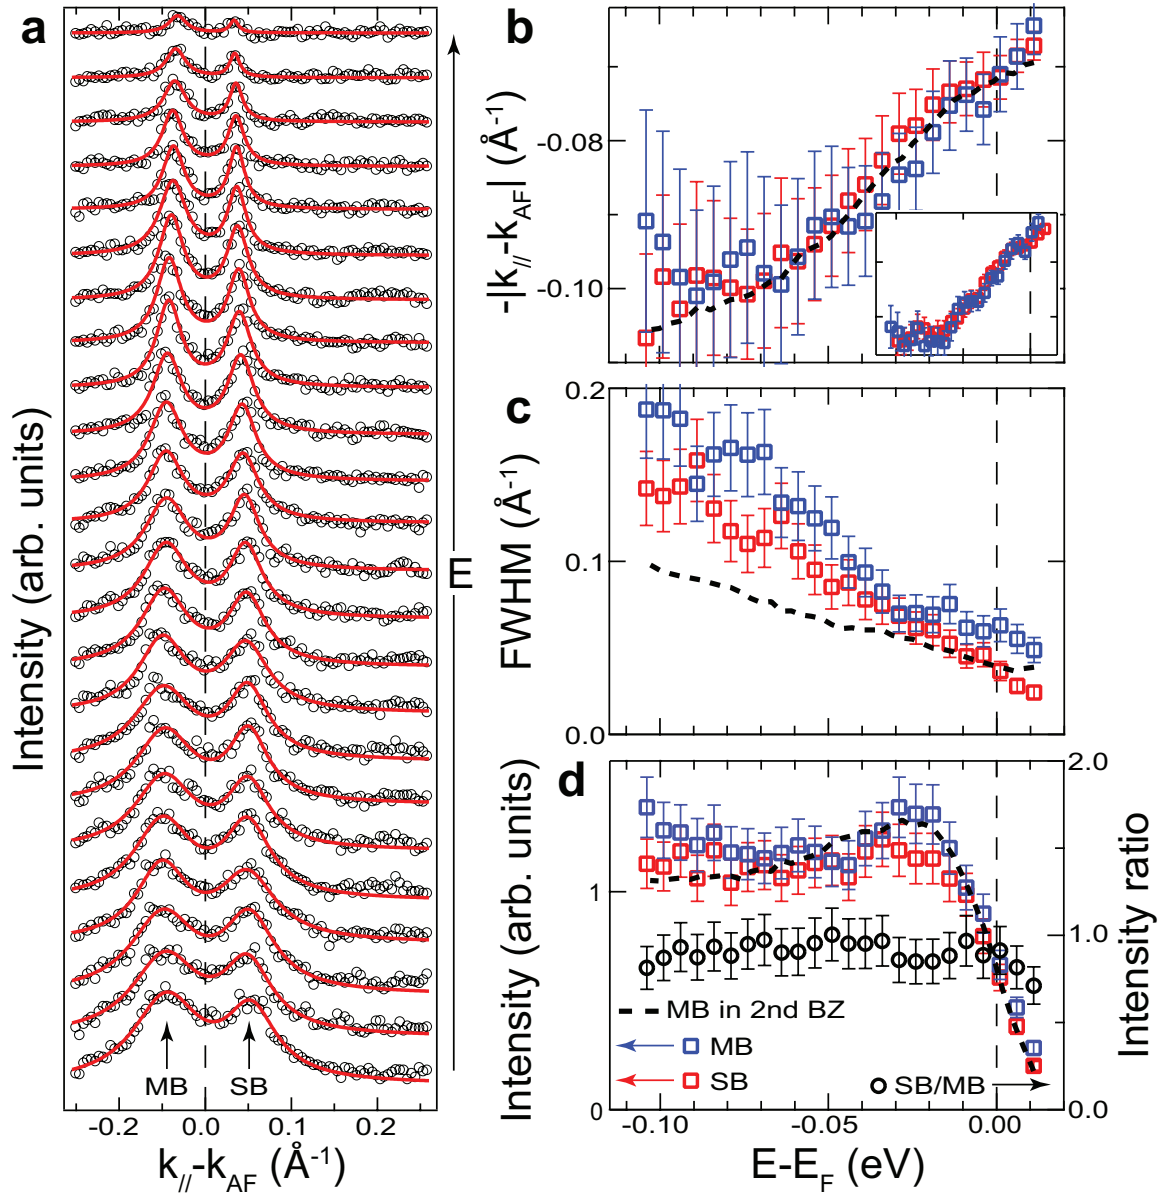 a
Intensity (arb. units)
E
MB
SB
-0.2
0.0
0.1
0.2
k//-kAF (Å-1)
b
-|k//-kAF| (Å-1)
-0.08
-0.10
c
FWHM (Å-1)
0.2
0.1
0.0
d
Intensity (arb. units)
1
0
2.0
1.0
0.0
Intensity ratio
MB in 2nd BZ
MB
SB
SB/MB
-0.10
-0.05
0.00
E-EF (eV)